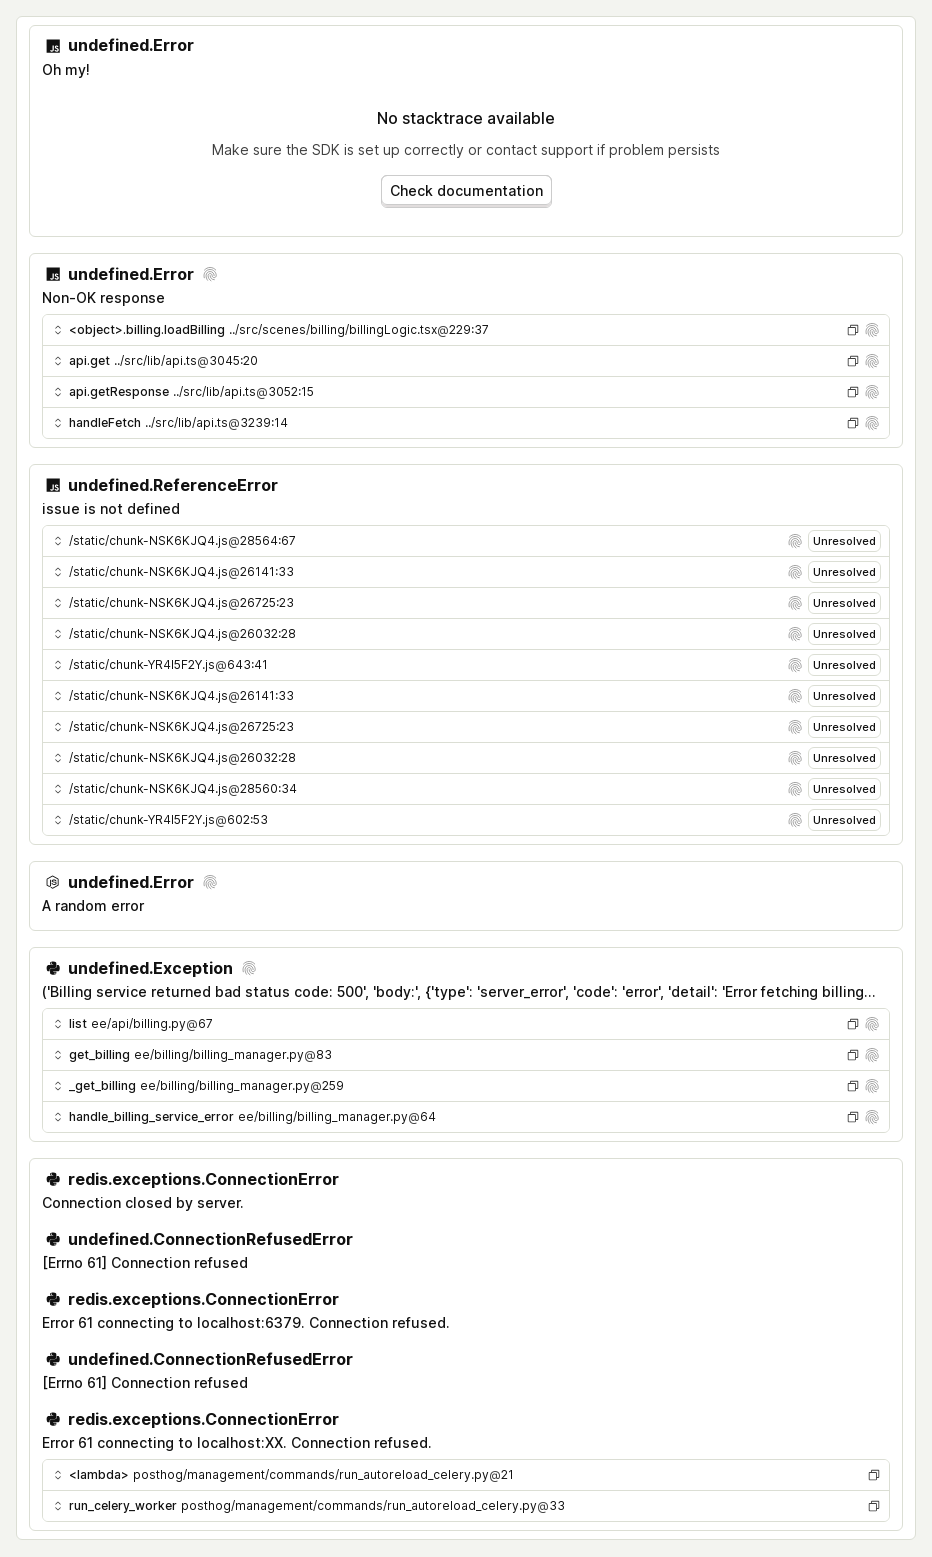 undefined.Error
Oh my!
No stacktrace available
Make sure the SDK is set up correctly or contact support if problem persists
Check documentation
undefined.Error
Non-OK response
<object>.billing.loadBilling ../src/scenes/billing/billingLogic.tsx@229:37
api.get ../src/lib/api.ts@3045:20
api.getResponse ../src/lib/api.ts@3052:15
handleFetch ../src/lib/api.ts@3239:14
undefined.ReferenceError
issue is not defined
/static/chunk-NSK6KJQ4.js@28564:67 Unresolved
/static/chunk-NSK6KJQ4.js@26141:33 Unresolved
/static/chunk-NSK6KJQ4.js@26725:23 Unresolved
/static/chunk-NSK6KJQ4.js@26032:28 Unresolved
/static/chunk-YR4I5F2Y.js@643:41 Unresolved
/static/chunk-NSK6KJQ4.js@26141:33 Unresolved
/static/chunk-NSK6KJQ4.js@26725:23 Unresolved
/static/chunk-NSK6KJQ4.js@26032:28 Unresolved
/static/chunk-NSK6KJQ4.js@28560:34 Unresolved
/static/chunk-YR4I5F2Y.js@602:53 Unresolved
undefined.Error
A random error
undefined.Exception
('Billing service returned bad status code: 500', 'body:', {'type': 'server_error', 'code': 'error', 'detail': 'Error fetching billing...
list ee/api/billing.py@67
get_billing ee/billing/billing_manager.py@83
_get_billing ee/billing/billing_manager.py@259
handle_billing_service_error ee/billing/billing_manager.py@64
redis.exceptions.ConnectionError
Connection closed by server.
undefined.ConnectionRefusedError
[Errno 61] Connection refused
redis.exceptions.ConnectionError
Error 61 connecting to localhost:6379. Connection refused.
undefined.ConnectionRefusedError
[Errno 61] Connection refused
redis.exceptions.ConnectionError
Error 61 connecting to localhost:XX. Connection refused.
<lambda> posthog/management/commands/run_autoreload_celery.py@21
run_celery_worker posthog/management/commands/run_autoreload_celery.py@33